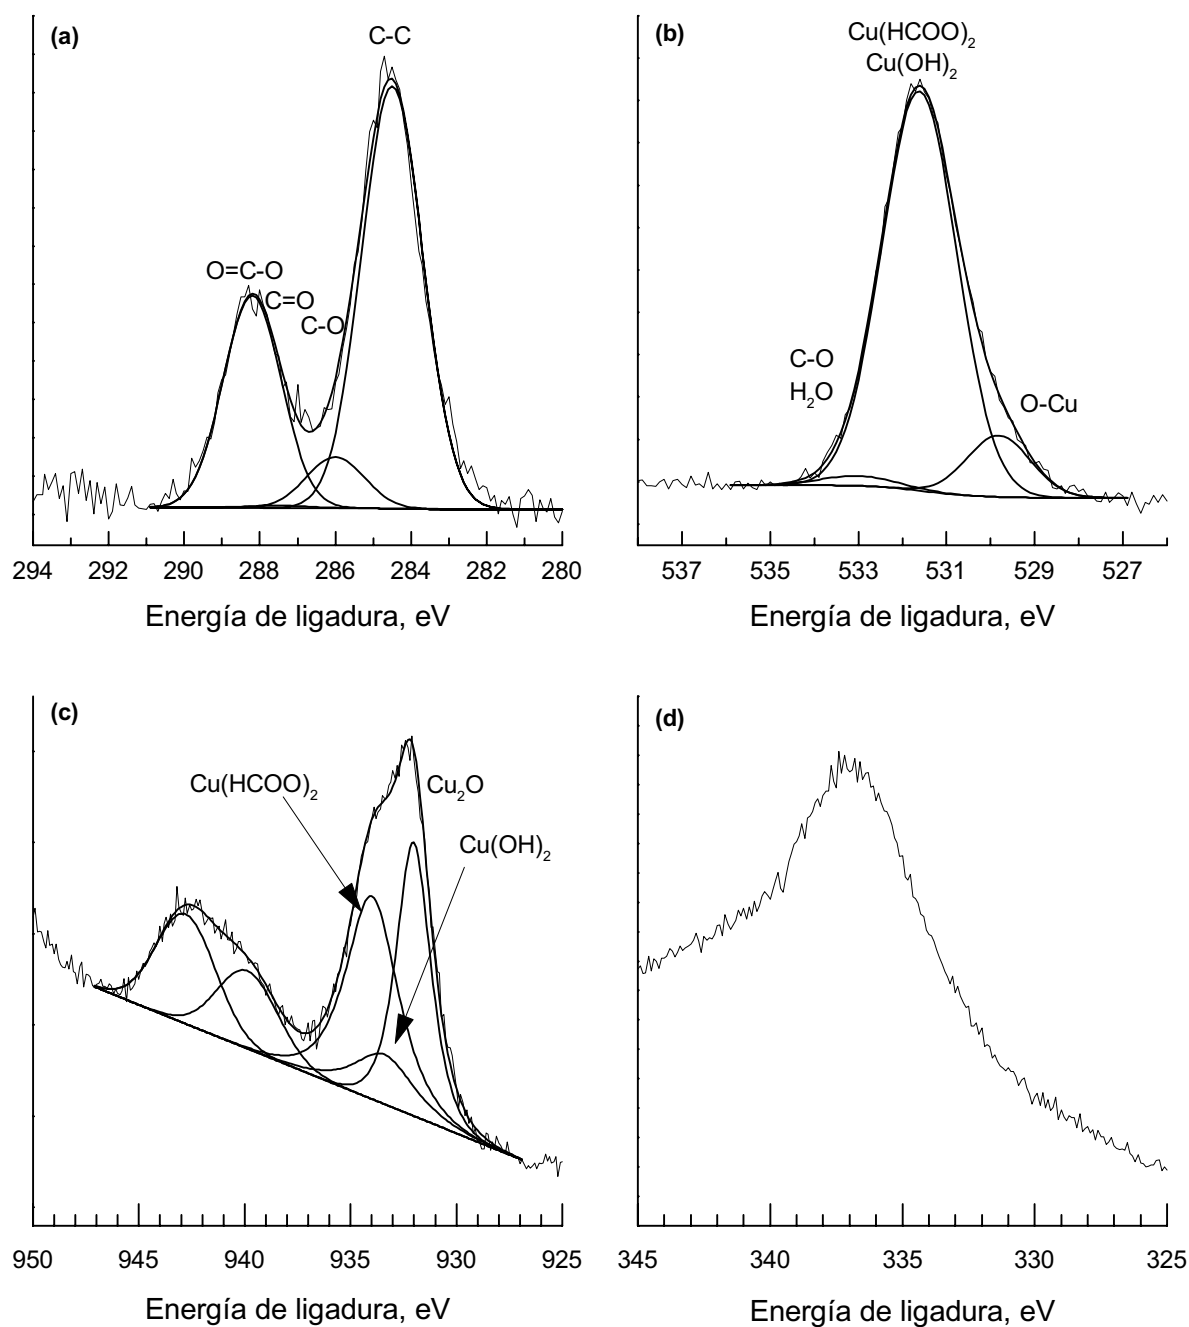 (a)
C-C
O=C-O
C=O
C-O
294 292 290 288 286 284 282 280
Energía de ligadura, eV
(b)
Cu(HCOO)₂
Cu(OH)₂
C-O
H₂O
O-Cu
537 535 533 531 529 527
Energía de ligadura, eV
(c)
Cu(HCOO)₂
Cu₂O
Cu(OH)₂
950 945 940 935 930 925
Energía de ligadura, eV
(d)
345 340 335 330 325
Energía de ligadura, eV